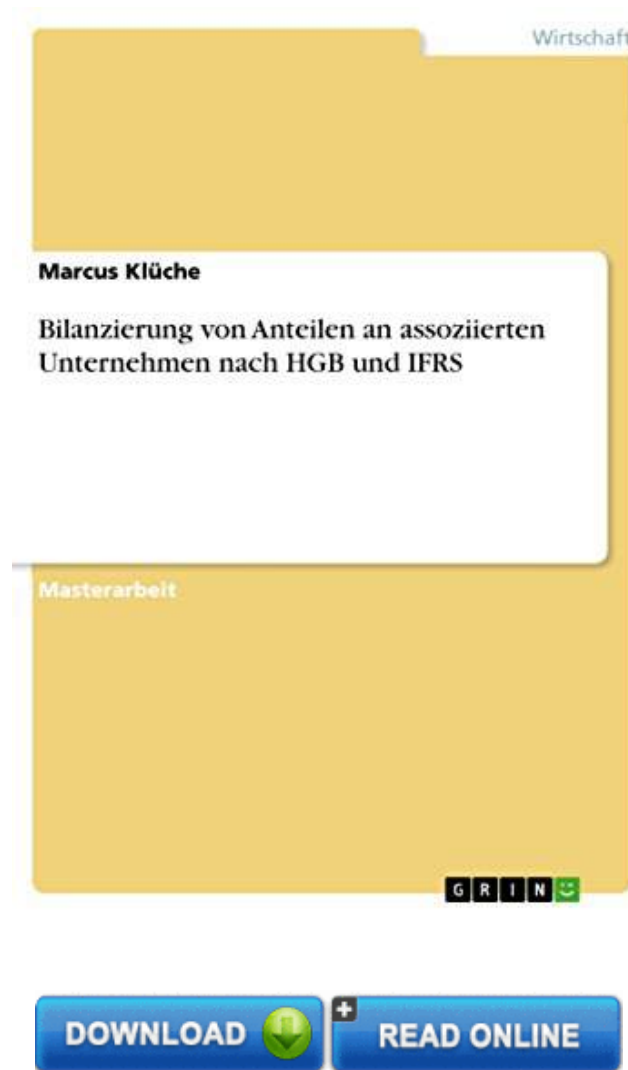 Wirtschaft
Marcus Klüche
Bilanzierung von Anteilen an assoziierten
Unternehmen nach HGB und IFRS
Masterarbeit
GRIN
DOWNLOAD
READ ONLINE